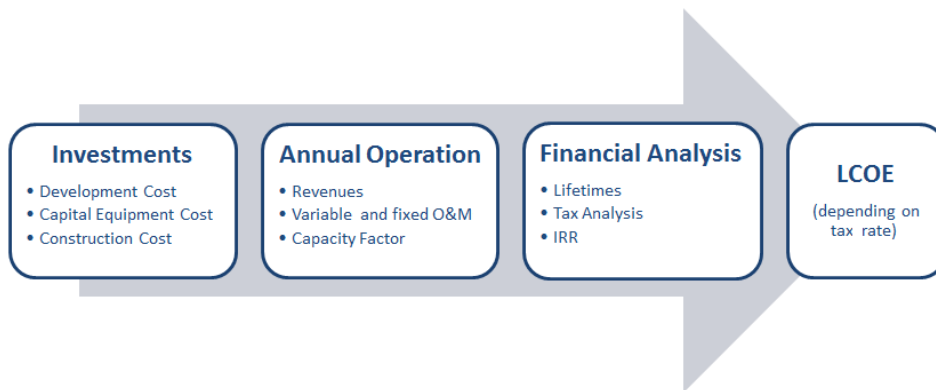 Investments
• Development Cost
• Capital Equipment Cost
• Construction Cost
Annual Operation
• Revenues
• Variable and fixed O&M
• Capacity Factor
Financial Analysis
• Lifetimes
• Tax Analysis
• IRR
LCOE
(depending on
tax rate)